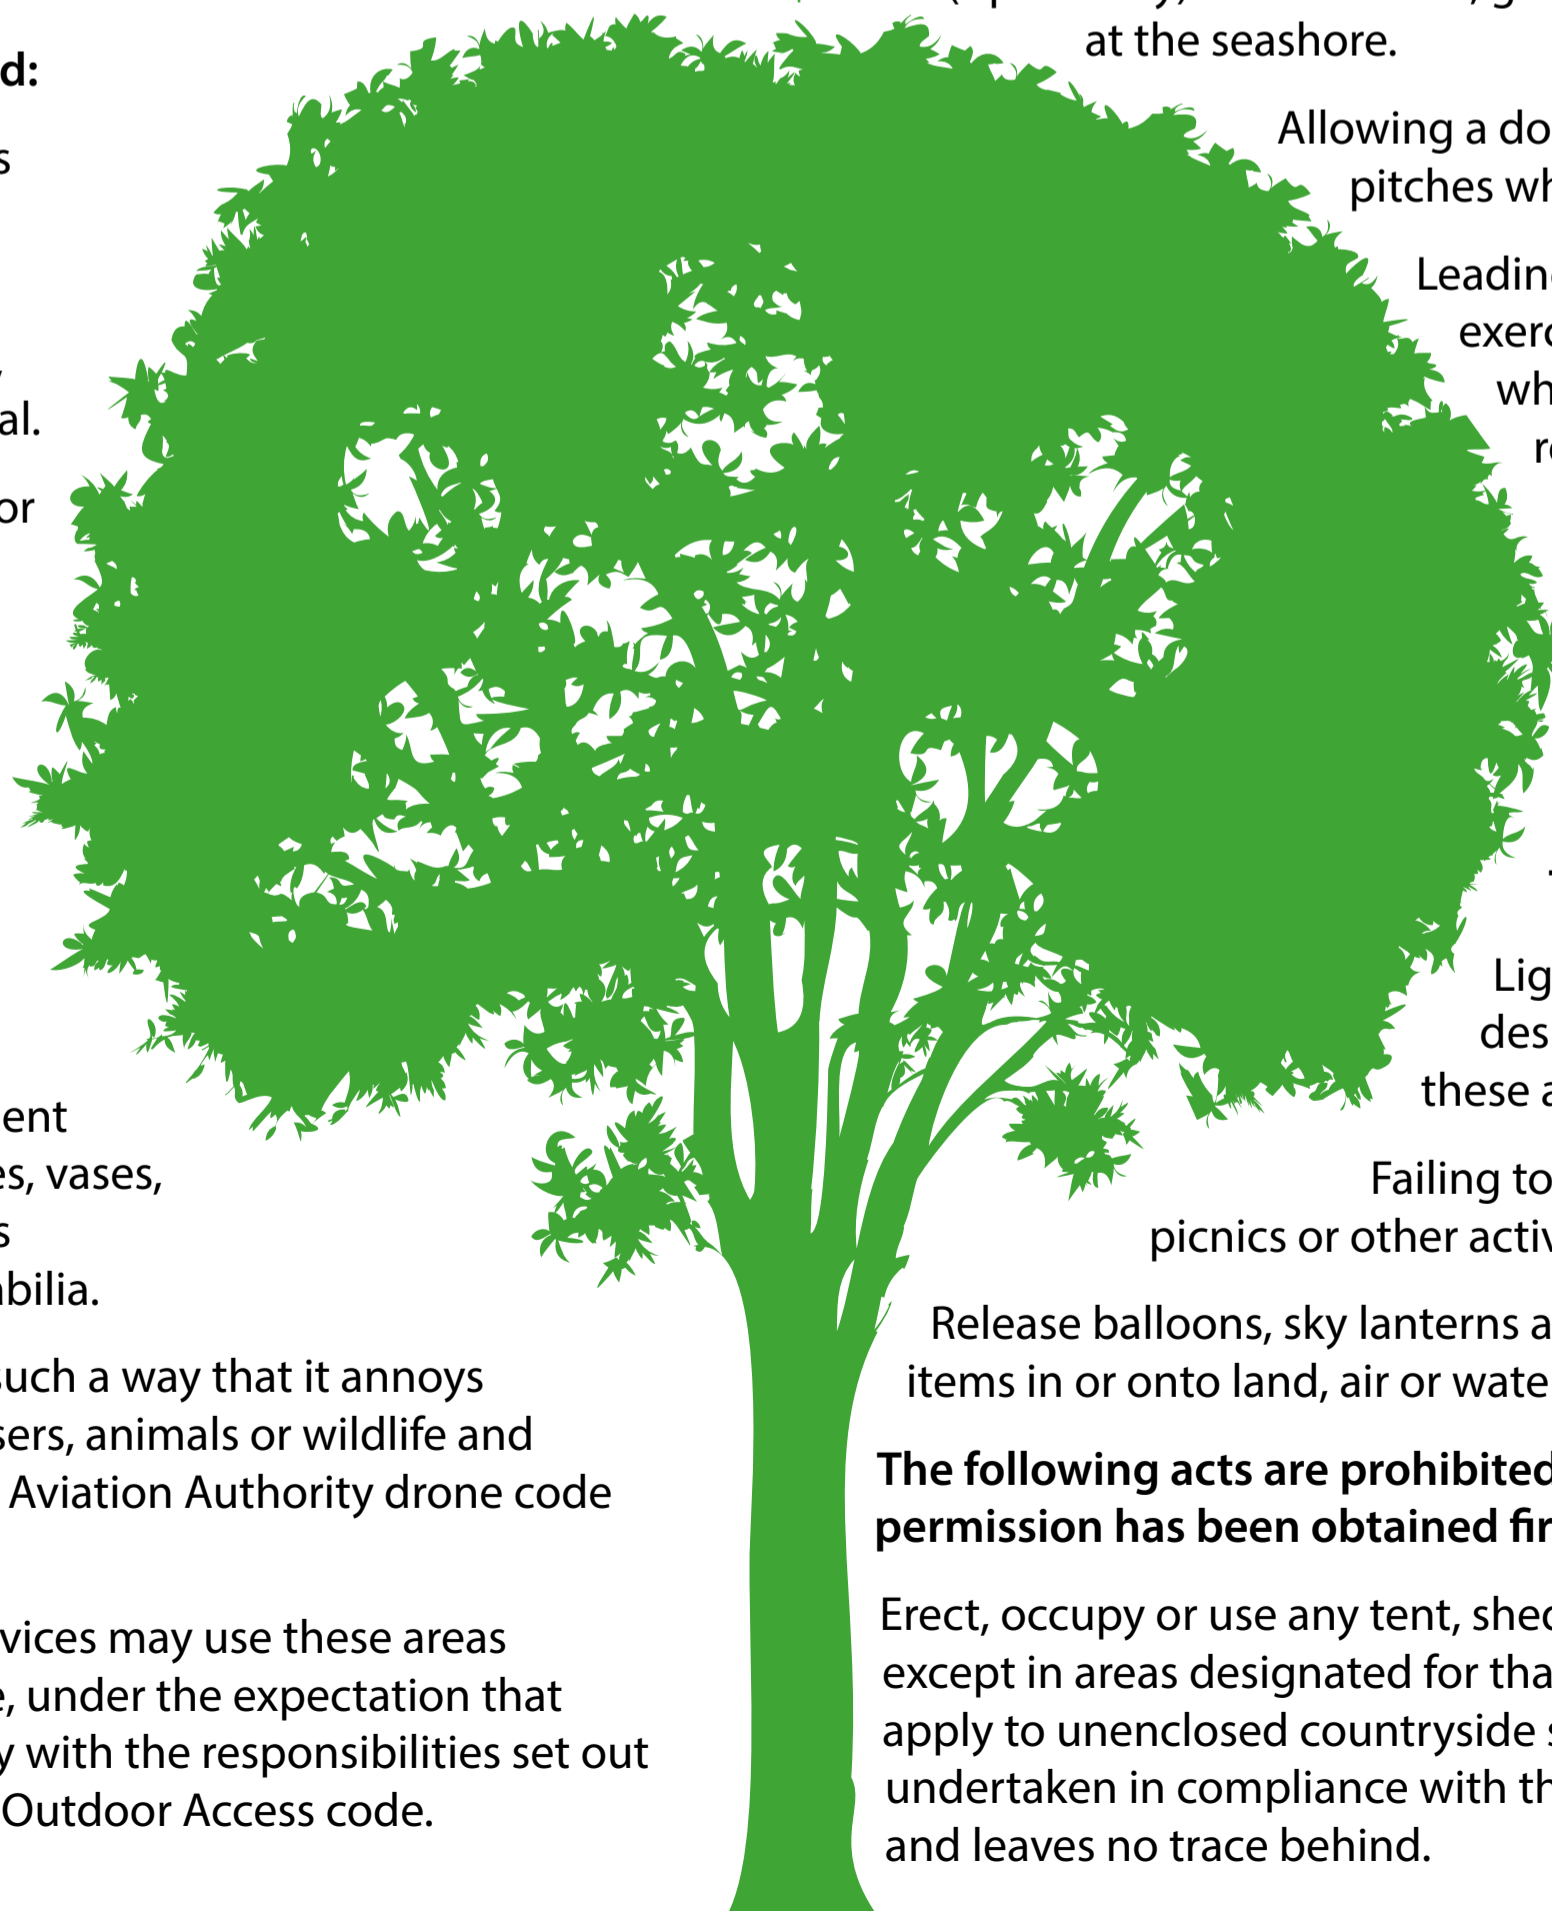 d:
s
al.
or
ent
es, vases,
s
bilia.
such a way that it annoys
sers, animals or wildlife and
Aviation Authority drone code
vices may use these areas
e, under the expectation that
y with the responsibilities set out
Outdoor Access code.
at the seashore.
Allowing a do
pitches wh
Leading
exerc
wh
re
Lig
des
these a
Failing to
picnics or other activ
Release balloons, sky lanterns a
items in or onto land, air or wate
The following acts are prohibited
permission has been obtained fir
Erect, occupy or use any tent, shed
except in areas designated for tha
apply to unenclosed countryside s
undertaken in compliance with th
and leaves no trace behind.